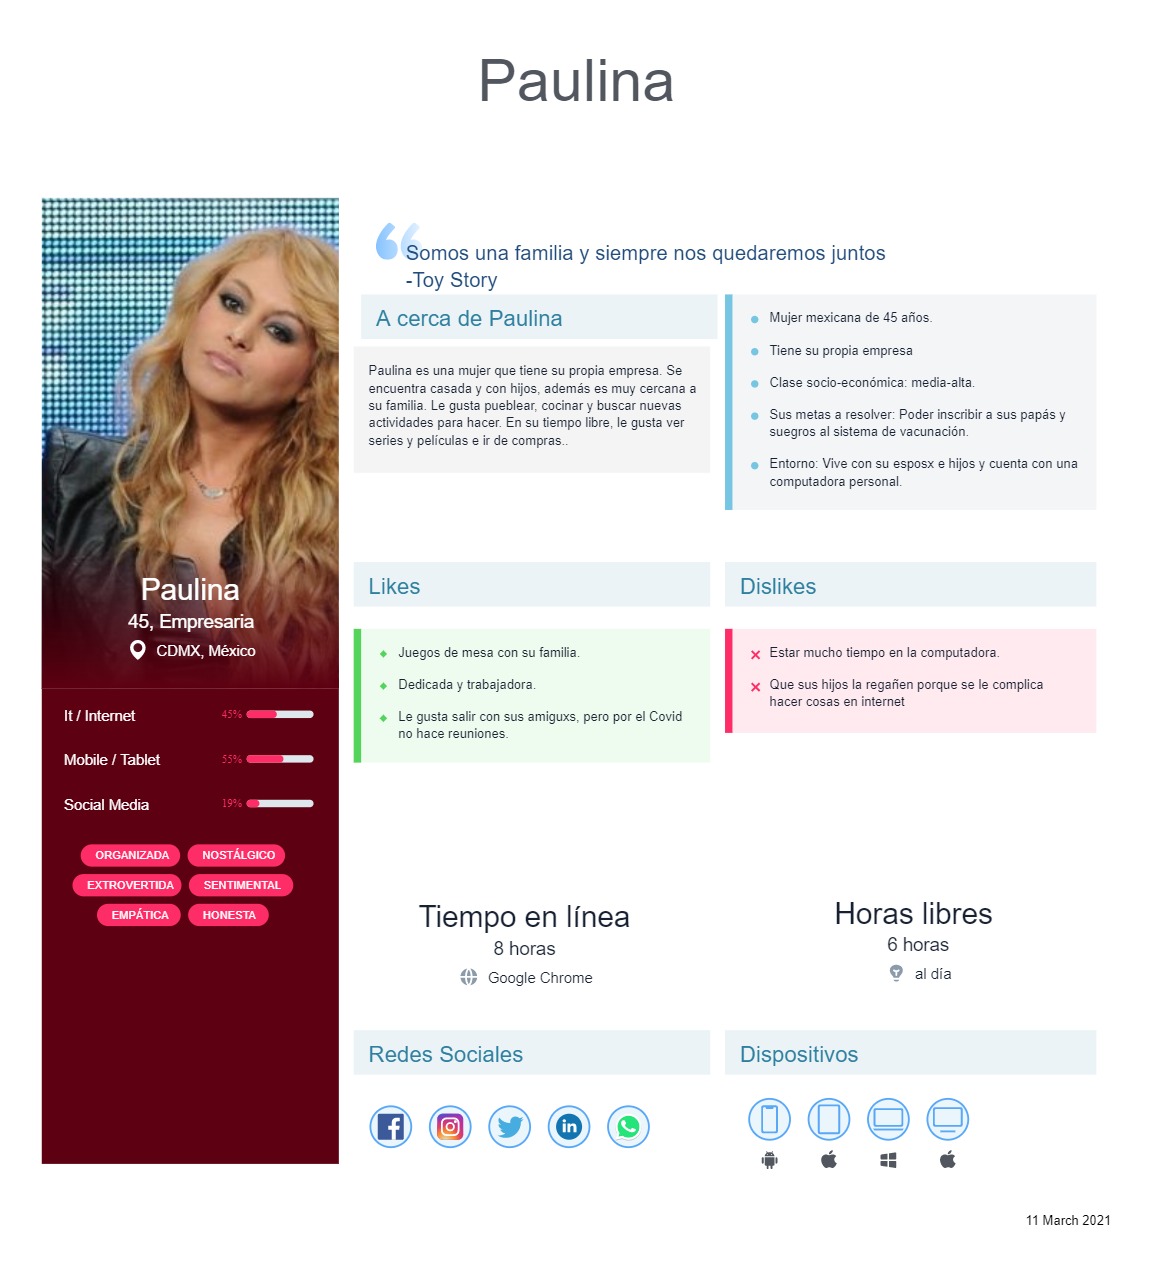 Paulina
Somos una familia y siempre nos quedaremos juntos
-Toy Story
A cerca de Paulina
Paulina es una mujer que tiene su propia empresa. Se
encuentra casada y con hijos, además es muy cercana a
su familia. Le gusta pueblear, cocinar y buscar nuevas
actividades para hacer. En su tiempo libre, le gusta ver
series y películas e ir de compras..
Mujer mexicana de 45 años.
Tiene su propia empresa
Clase socio-económica: media-alta.
Sus metas a resolver: Poder inscribir a sus papás y
suegros al sistema de vacunación.
Entorno: Vive con su esposx e hijos y cuenta con una
computadora personal.
Paulina
45, Empresaria
CDMX, México
It / Internet 45%
Mobile / Tablet 55%
Social Media 19%
ORGANIZADA NOSTÁLGICO
EXTROVERTIDA SENTIMENTAL
EMPÁTICA HONESTA
Likes
Juegos de mesa con su familia.
Dedicada y trabajadora.
Le gusta salir con sus amiguxs, pero por el Covid
no hace reuniones.
Dislikes
Estar mucho tiempo en la computadora.
Que sus hijos la regañen porque se le complica
hacer cosas en internet
Tiempo en línea
8 horas
Google Chrome
Horas libres
6 horas
al día
Redes Sociales
Dispositivos
11 March 2021